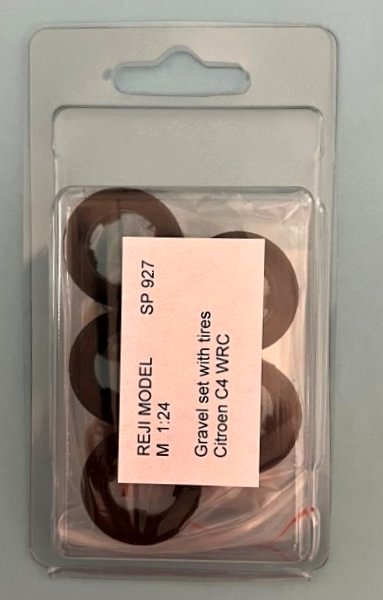 REJI MODEL SP 927
M 1:24
Gravel set with tires
Citroen C4 WRC